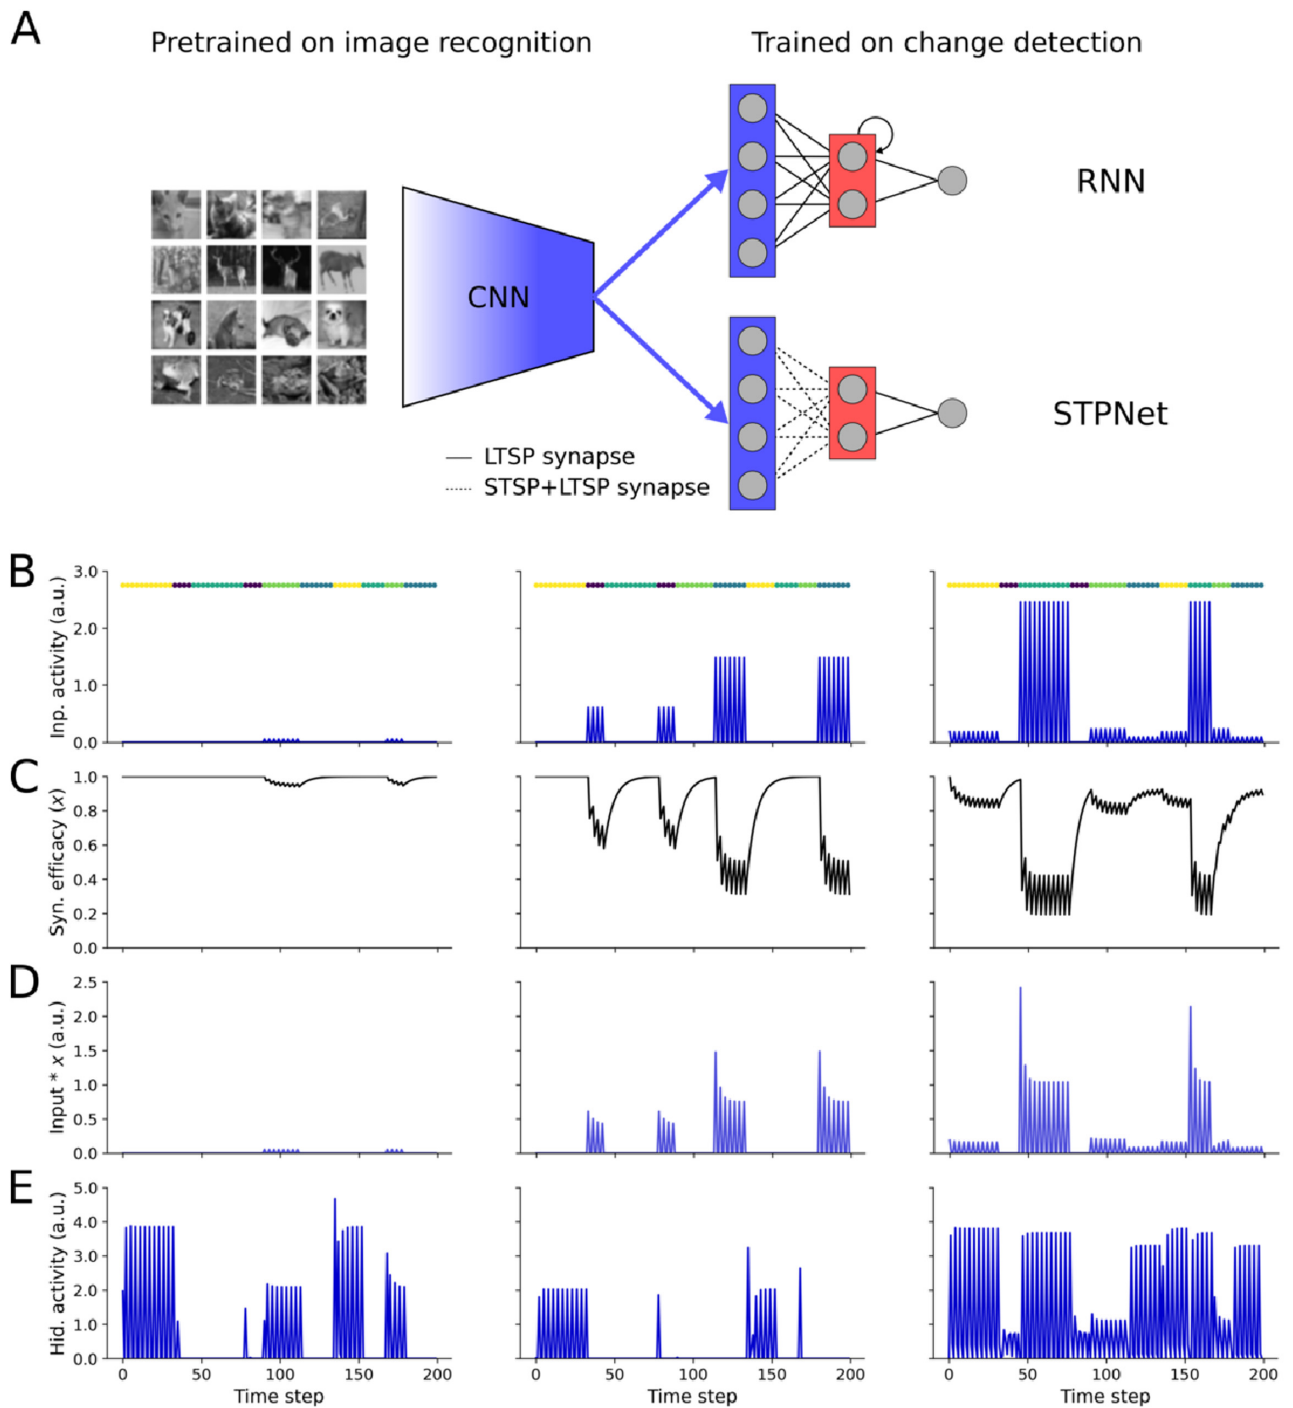 A
Pretrained on image recognition
Trained on change detection
CNN
RNN
STPNet
LTSP synapse
STSP+LTSP synapse
B
Inp. activity (a.u.)
3.0
2.0
1.0
0.0
C
Syn. efficacy (x)
1.0
0.8
0.6
0.4
0.2
0.0
D
Input * x (a.u.)
2.5
2.0
1.5
1.0
0.5
0.0
E
Hid. activity (a.u.)
5.0
4.0
3.0
2.0
1.0
0.0
0 50 100 150 200
0 50 100 150 200
0 50 100 150 200
Time step
Time step
Time step